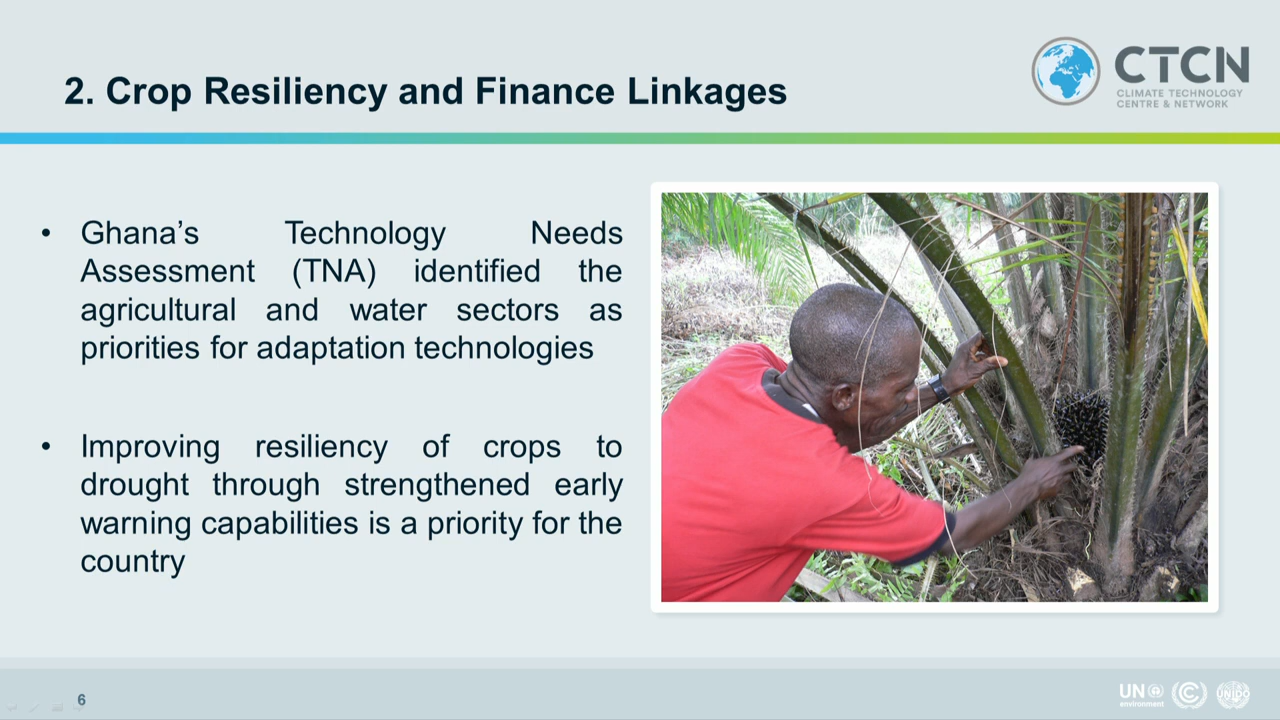 2. Crop Resiliency and Finance Linkages
CTCN
CLIMATE TECHNOLOGY
CENTRE & NETWORK
• Ghana’s Technology Needs
Assessment (TNA) identified the
agricultural and water sectors as
priorities for adaptation technologies
• Improving resiliency of crops to
drought through strengthened early
warning capabilities is a priority for the
country
6
UN
environment
UNIDO